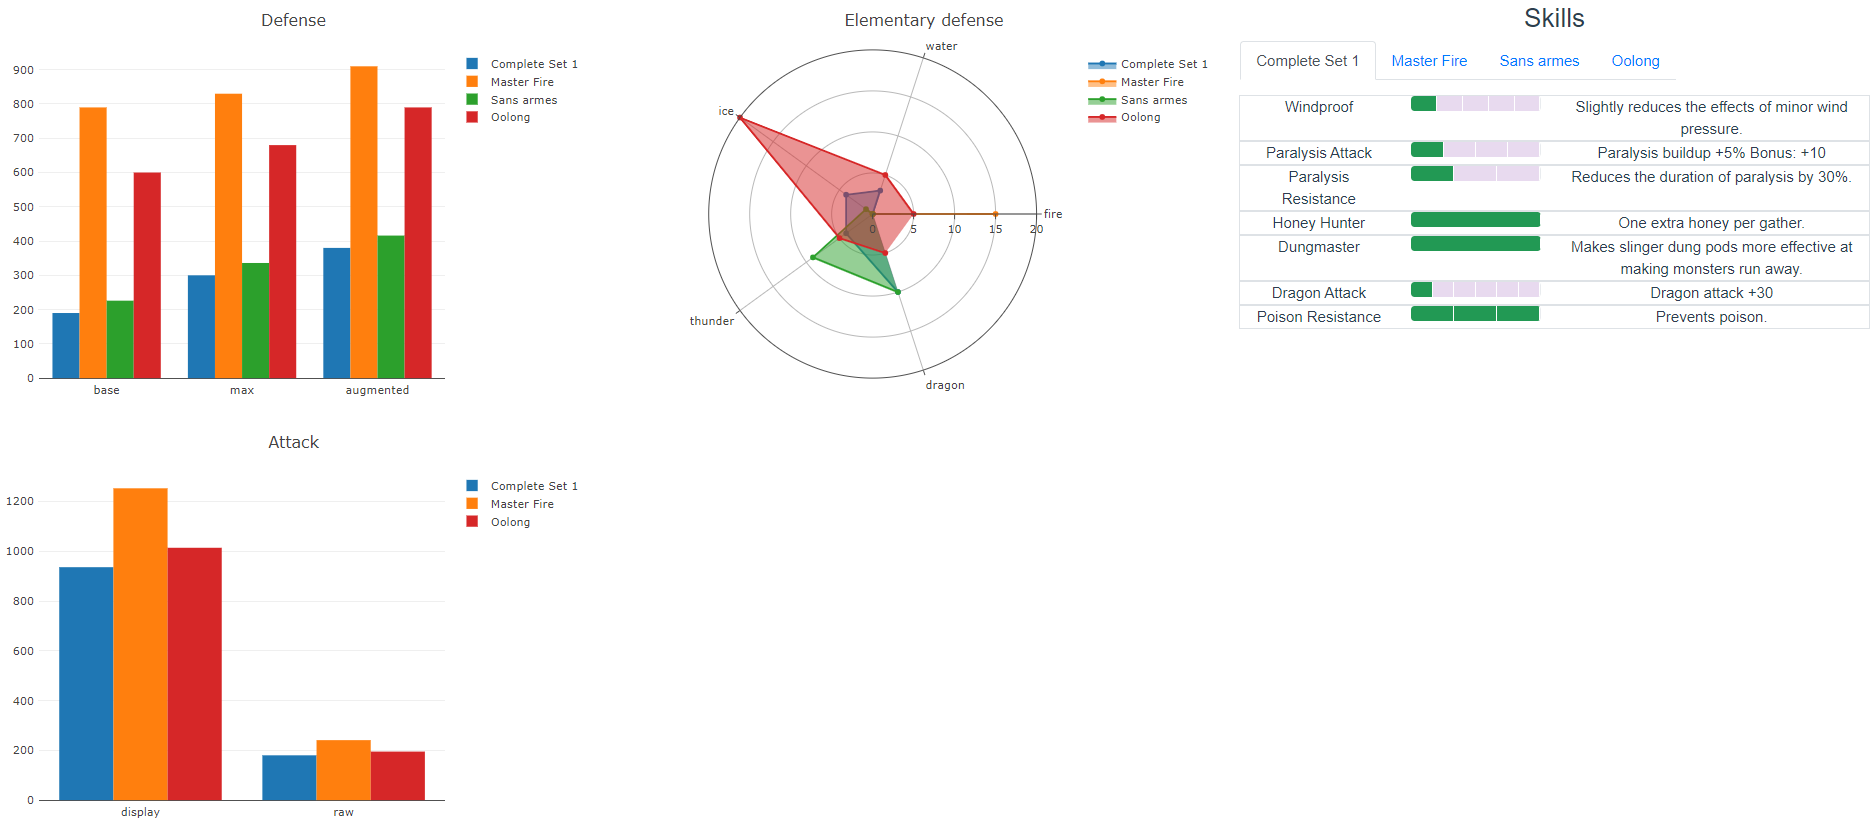 Defense
900
800
700
600
500
400
300
200
100
0
base
max
augmented
Complete Set 1
Master Fire
Sans armes
Oolong
Elementary defense
water
ice
fire
thunder
dragon
0
5
10
15
20
Complete Set 1
Master Fire
Sans armes
Oolong
Skills
Complete Set 1 Master Fire Sans armes Oolong
Windproof Slightly reduces the effects of minor wind
pressure.
Paralysis Attack Paralysis buildup +5% Bonus: +10
Paralysis Reduces the duration of paralysis by 30%.
Resistance
Honey Hunter One extra honey per gather.
Dungmaster Makes slinger dung pods more effective at
making monsters run away.
Dragon Attack Dragon attack +30
Poison Resistance Prevents poison.
Attack
1200
1000
800
600
400
200
0
display
raw
Complete Set 1
Master Fire
Oolong